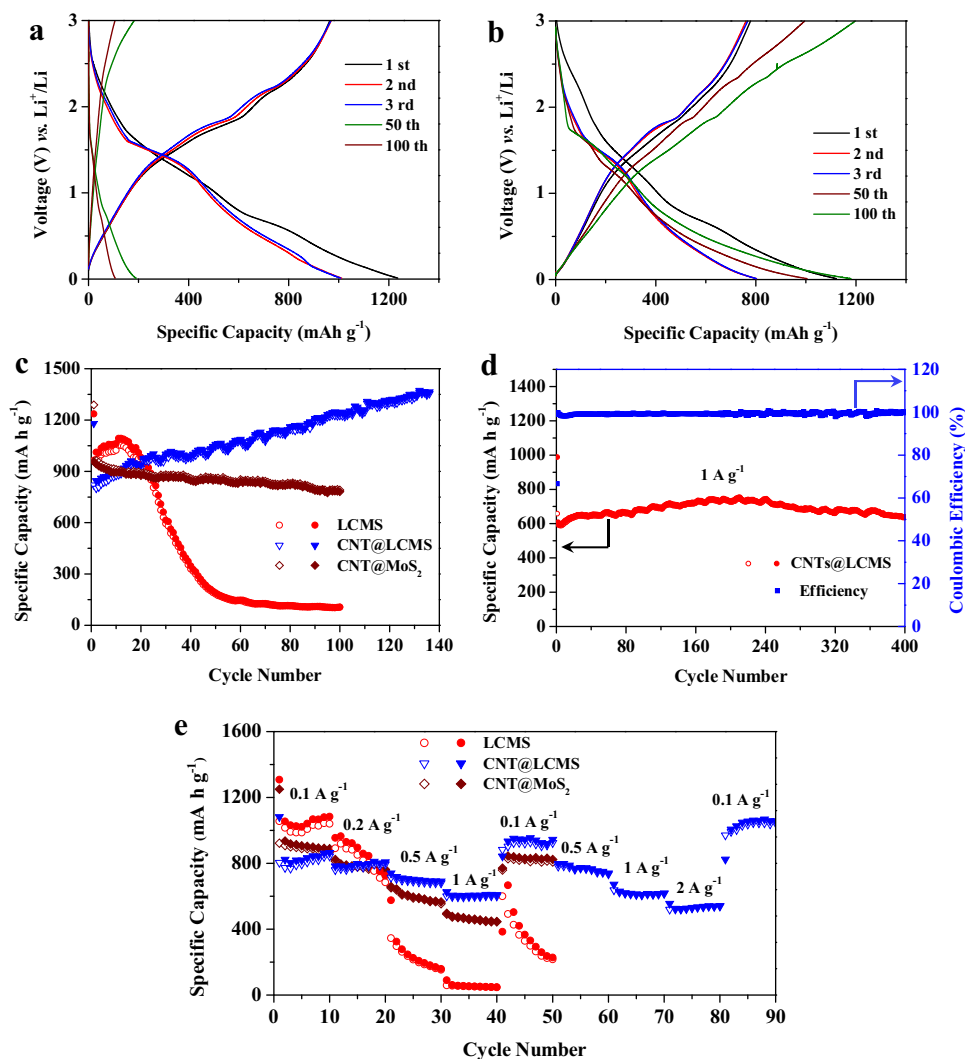 a
3
2
1
0
Voltage (V) vs. Li⁺/Li
1 st
2 nd
3 rd
50 th
100 th
0 400 800 1200
Specific Capacity (mAh g⁻¹)
b
3
2
1
0
Voltage (V) vs. Li⁺/Li
1 st
2 nd
3 rd
50 th
100 th
0 400 800 1200
Specific Capacity (mAh g⁻¹)
c
1500
1200
900
600
300
0
Specific Capacity (mA h g⁻¹)
LCMS
CNT@LCMS
CNT@MoS₂
0 20 40 60 80 100 120 140
Cycle Number
d
1400
1200
1000
800
600
400
200
0
Specific Capacity (mA h g⁻¹)
1 A g⁻¹
CNTs@LCMS
Efficiency
120
100
80
60
40
20
0
Coulombic Efficiency (%)
0 80 160 240 320 400
Cycle Number
e
1600
1200
800
400
0
Specific Capacity (mA h g⁻¹)
LCMS
CNT@LCMS
CNT@MoS₂
0.1 A g⁻¹
0.2 A g⁻¹
0.5 A g⁻¹
1 A g⁻¹
0.1 A g⁻¹
0.5 A g⁻¹
1 A g⁻¹
2 A g⁻¹
0.1 A g⁻¹
0 10 20 30 40 50 60 70 80 90
Cycle Number